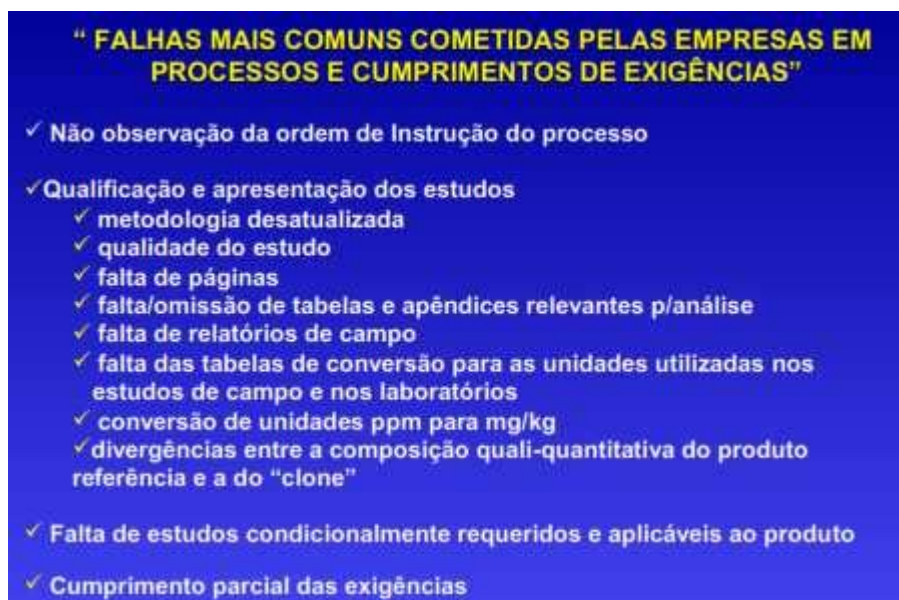 “ FALHAS MAIS COMUNS COMETIDAS PELAS EMPRESAS EM
PROCESSOS E CUMPRIMENTOS DE EXIGÊNCIAS”
✓ Não observação da ordem de Instrução do processo
✓Qualificação e apresentação dos estudos
✓ metodologia desatualizada
✓ qualidade do estudo
✓ falta de páginas
✓ falta/omissão de tabelas e apêndices relevantes p/análise
✓ falta de relatórios de campo
✓ falta das tabelas de conversão para as unidades utilizadas nos
estudos de campo e nos laboratórios
✓ conversão de unidades ppm para mg/kg
✓divergências entre a composição quali-quantitativa do produto
referência e a do “clone”
✓ Falta de estudos condicionalmente requeridos e aplicáveis ao produto
✓ Cumprimento parcial das exigências